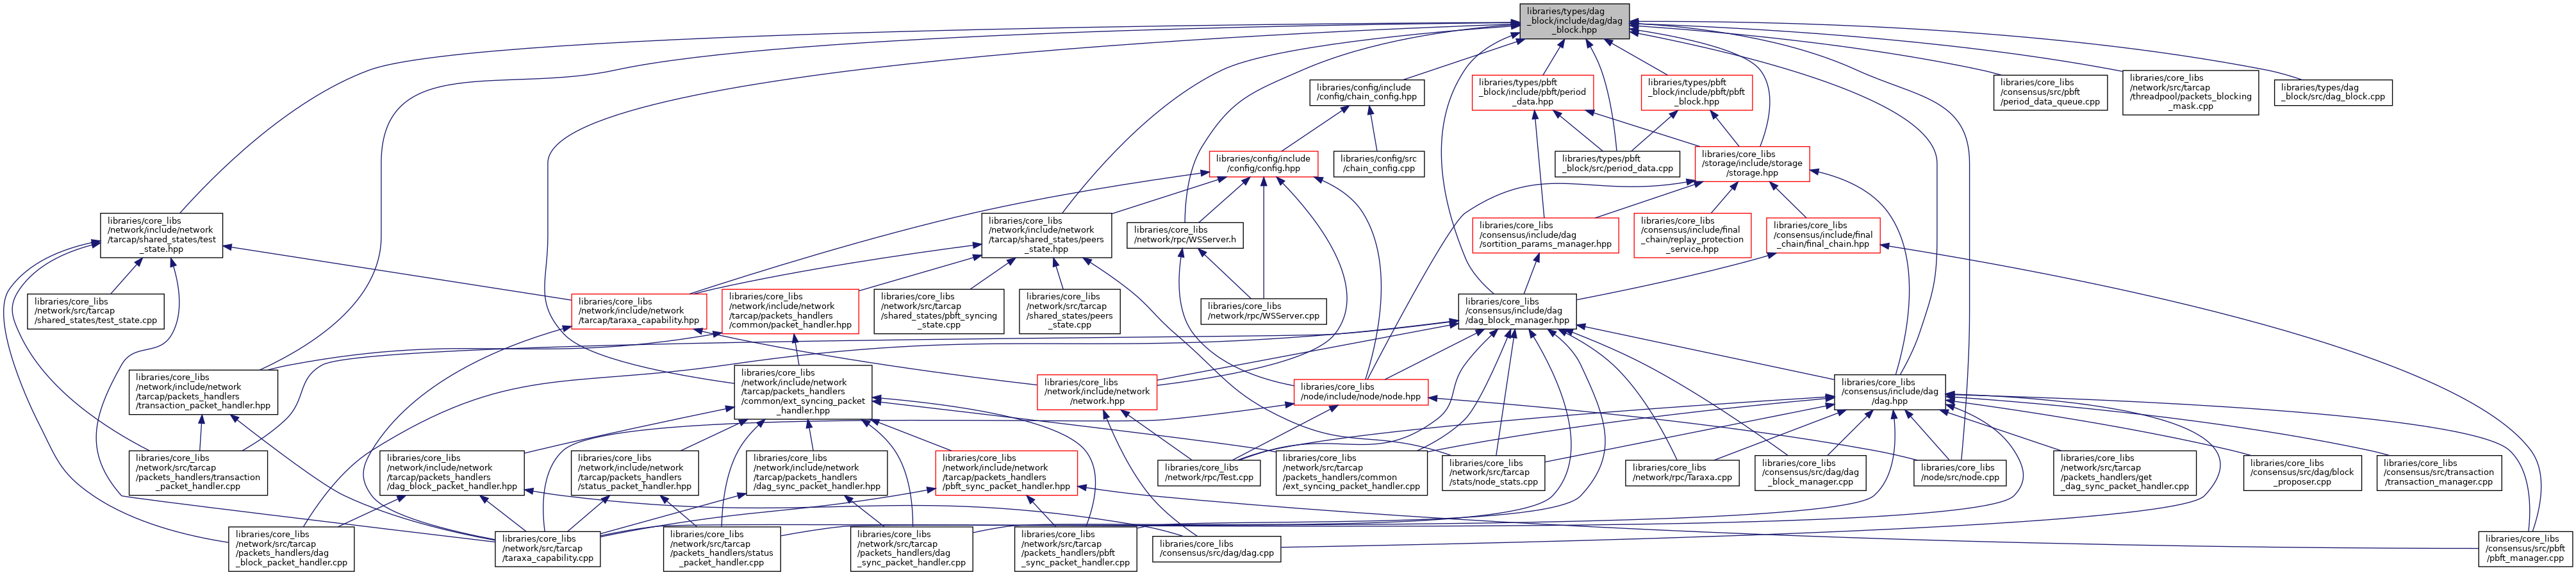 libraries/types/dag
_block/include/dag/dag
_block.hpp
libraries/config/include
/config/chain_config.hpp
libraries/types/pbft
_block/include/pbft/period
_data.hpp
libraries/types/pbft
_block/include/pbft/pbft
_block.hpp
libraries/core_libs
/consensus/src/pbft
/period_data_queue.cpp
libraries/core_libs
/network/src/tarcap
/threadpool/packets_blocking
_mask.cpp
libraries/types/dag
_block/src/dag_block.cpp
libraries/config/include
/config/config.hpp
libraries/config/src
/chain_config.cpp
libraries/types/pbft
_block/src/period_data.cpp
libraries/core_libs
/storage/include/storage
/storage.hpp
libraries/core_libs
/network/include/network
/tarcap/shared_states/test
_state.hpp
libraries/core_libs
/network/include/network
/tarcap/shared_states/peers
_state.hpp
libraries/core_libs
/network/rpc/WSServer.h
libraries/core_libs
/consensus/include/dag
/sortition_params_manager.hpp
libraries/core_libs
/consensus/include/final
_chain/replay_protection
_service.hpp
libraries/core_libs
/consensus/include/final
_chain/final_chain.hpp
libraries/core_libs
/network/src/tarcap
/shared_states/test_state.cpp
libraries/core_libs
/network/include/network
/tarcap/taraxa_capability.hpp
libraries/core_libs
/network/include/network
/tarcap/packets_handlers
/common/packet_handler.hpp
libraries/core_libs
/network/src/tarcap
/shared_states/pbft_syncing
_state.cpp
libraries/core_libs
/network/src/tarcap
/shared_states/peers
_state.cpp
libraries/core_libs
/network/rpc/WSServer.cpp
libraries/core_libs
/consensus/include/dag
/dag_block_manager.hpp
libraries/core_libs
/network/include/network
/tarcap/packets_handlers
/transaction_packet_handler.hpp
libraries/core_libs
/network/include/network
/tarcap/packets_handlers
/common/ext_syncing_packet
_handler.hpp
libraries/core_libs
/network/include/network
/network.hpp
libraries/core_libs
/node/include/node/node.hpp
libraries/core_libs
/consensus/include/dag
/dag.hpp
libraries/core_libs
/network/src/tarcap
/packets_handlers/transaction
_packet_handler.cpp
libraries/core_libs
/network/include/network
/tarcap/packets_handlers
/dag_block_packet_handler.hpp
libraries/core_libs
/network/include/network
/tarcap/packets_handlers
/status_packet_handler.hpp
libraries/core_libs
/network/include/network
/tarcap/packets_handlers
/dag_sync_packet_handler.hpp
libraries/core_libs
/network/include/network
/tarcap/packets_handlers
/pbft_sync_packet_handler.hpp
libraries/core_libs
/network/rpc/Test.cpp
libraries/core_libs
/network/src/tarcap
/packets_handlers/common
/ext_syncing_packet_handler.cpp
libraries/core_libs
/network/src/tarcap
/stats/node_stats.cpp
libraries/core_libs
/network/rpc/Taraxa.cpp
libraries/core_libs
/consensus/src/dag/dag
_block_manager.cpp
libraries/core_libs
/node/src/node.cpp
libraries/core_libs
/network/src/tarcap
/packets_handlers/get
_dag_sync_packet_handler.cpp
libraries/core_libs
/consensus/src/dag/block
_proposer.cpp
libraries/core_libs
/consensus/src/transaction
/transaction_manager.cpp
libraries/core_libs
/network/src/tarcap
/packets_handlers/dag
_block_packet_handler.cpp
libraries/core_libs
/network/src/tarcap
/taraxa_capability.cpp
libraries/core_libs
/network/src/tarcap
/packets_handlers/status
_packet_handler.cpp
libraries/core_libs
/network/src/tarcap
/packets_handlers/dag
_sync_packet_handler.cpp
libraries/core_libs
/network/src/tarcap
/packets_handlers/pbft
_sync_packet_handler.cpp
libraries/core_libs
/consensus/src/dag/dag.cpp
libraries/core_libs
/consensus/src/pbft
/pbft_manager.cpp